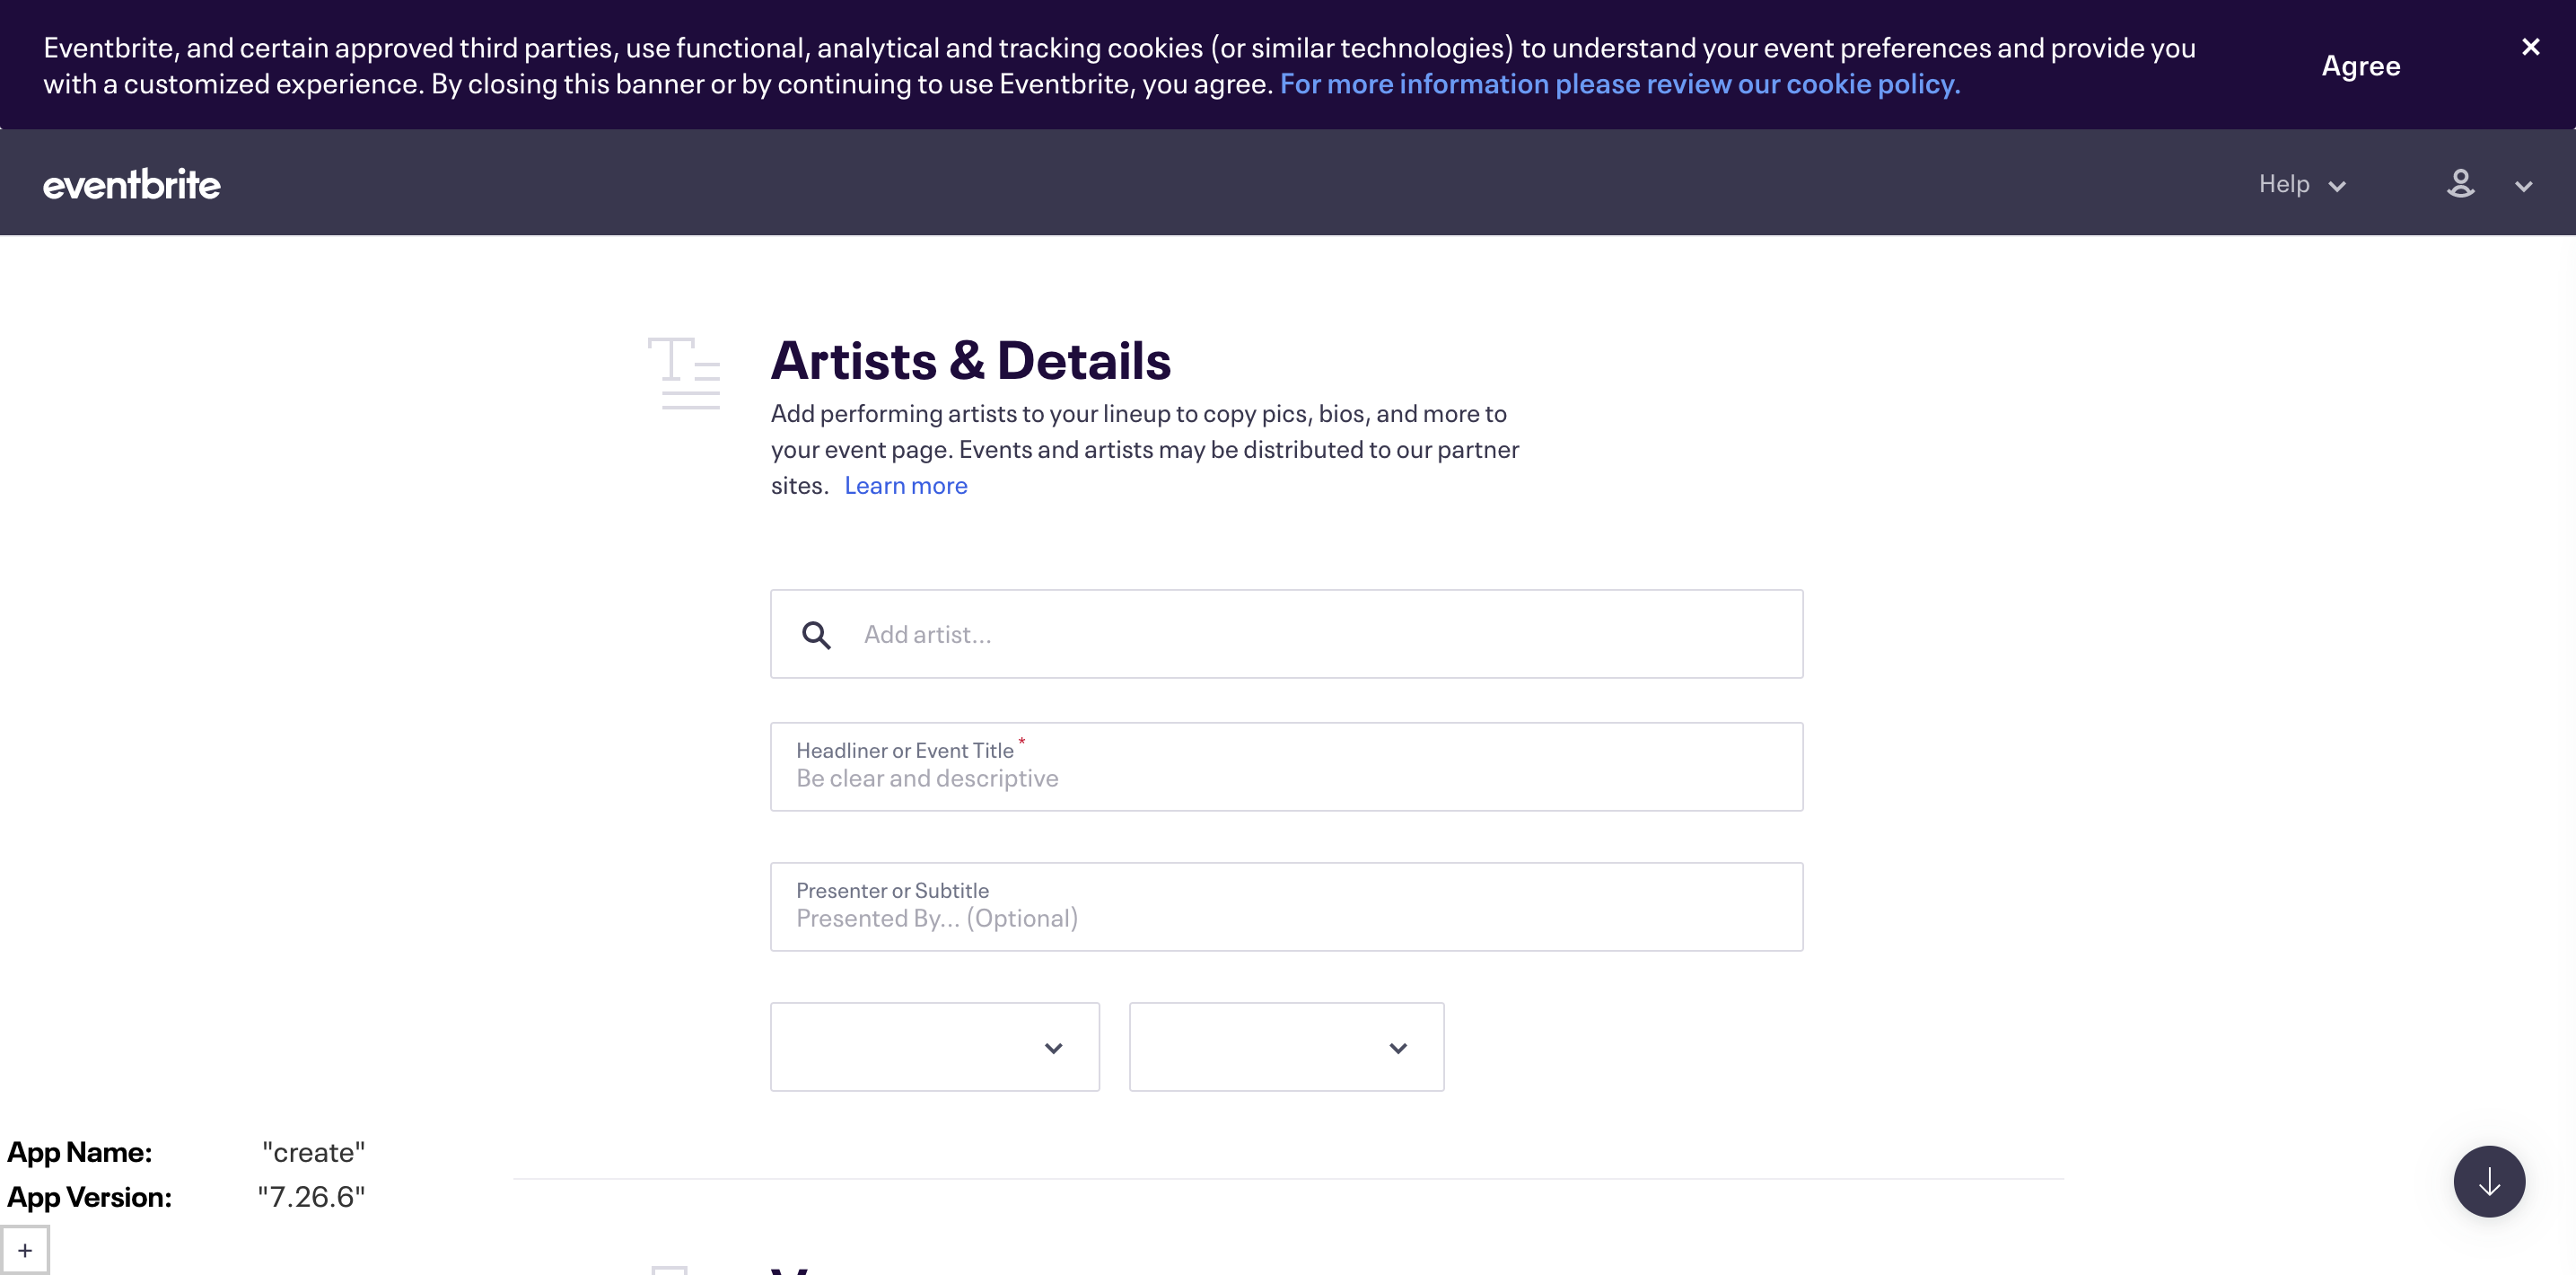 Eventbrite, and certain approved third parties, use functional, analytical and tracking cookies (or similar technologies) to understand your event preferences and provide you
with a customized experience. By closing this banner or by continuing to use Eventbrite, you agree. For more information please review our cookie policy.
Agree
eventbrite
Help
Artists & Details
Add performing artists to your lineup to copy pics, bios, and more to
your event page. Events and artists may be distributed to our partner
sites. Learn more
Add artist...
Headliner or Event Title *
Be clear and descriptive
Presenter or Subtitle
Presented By... (Optional)
App Name: "create"
App Version: "7.26.6"
+